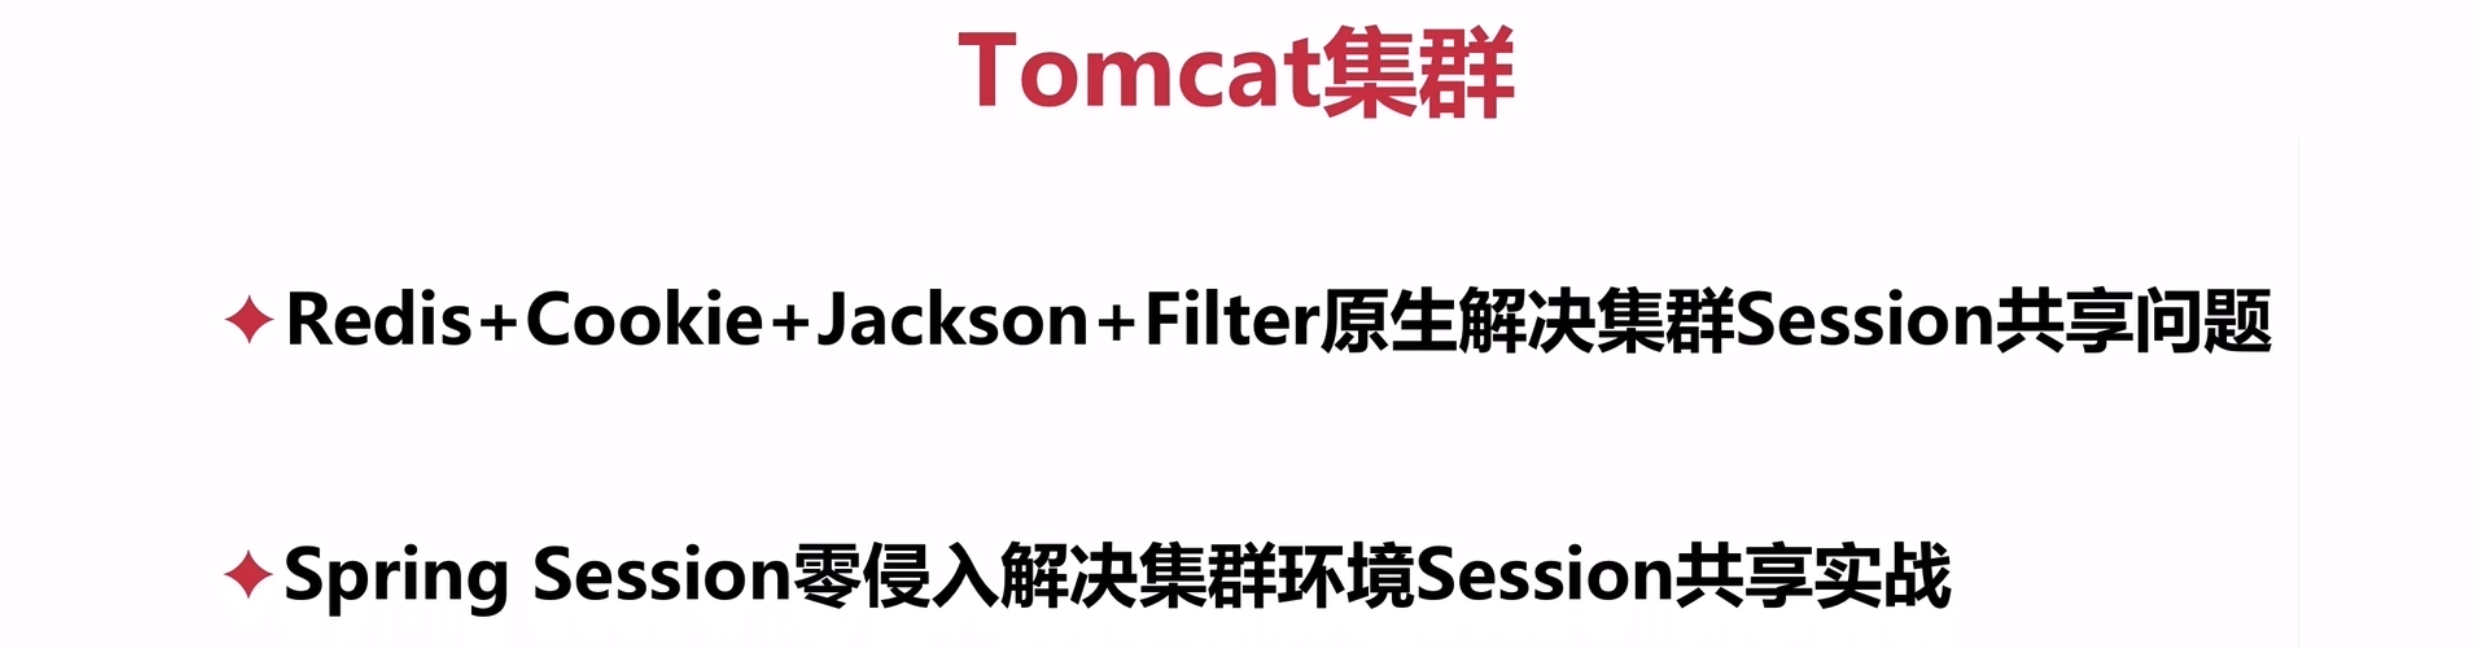 Tomcat集群
Redis+Cookie+Jackson+Filter原生解决集群Session共享问题
Spring Session零侵入解决集群环境Session共享实战